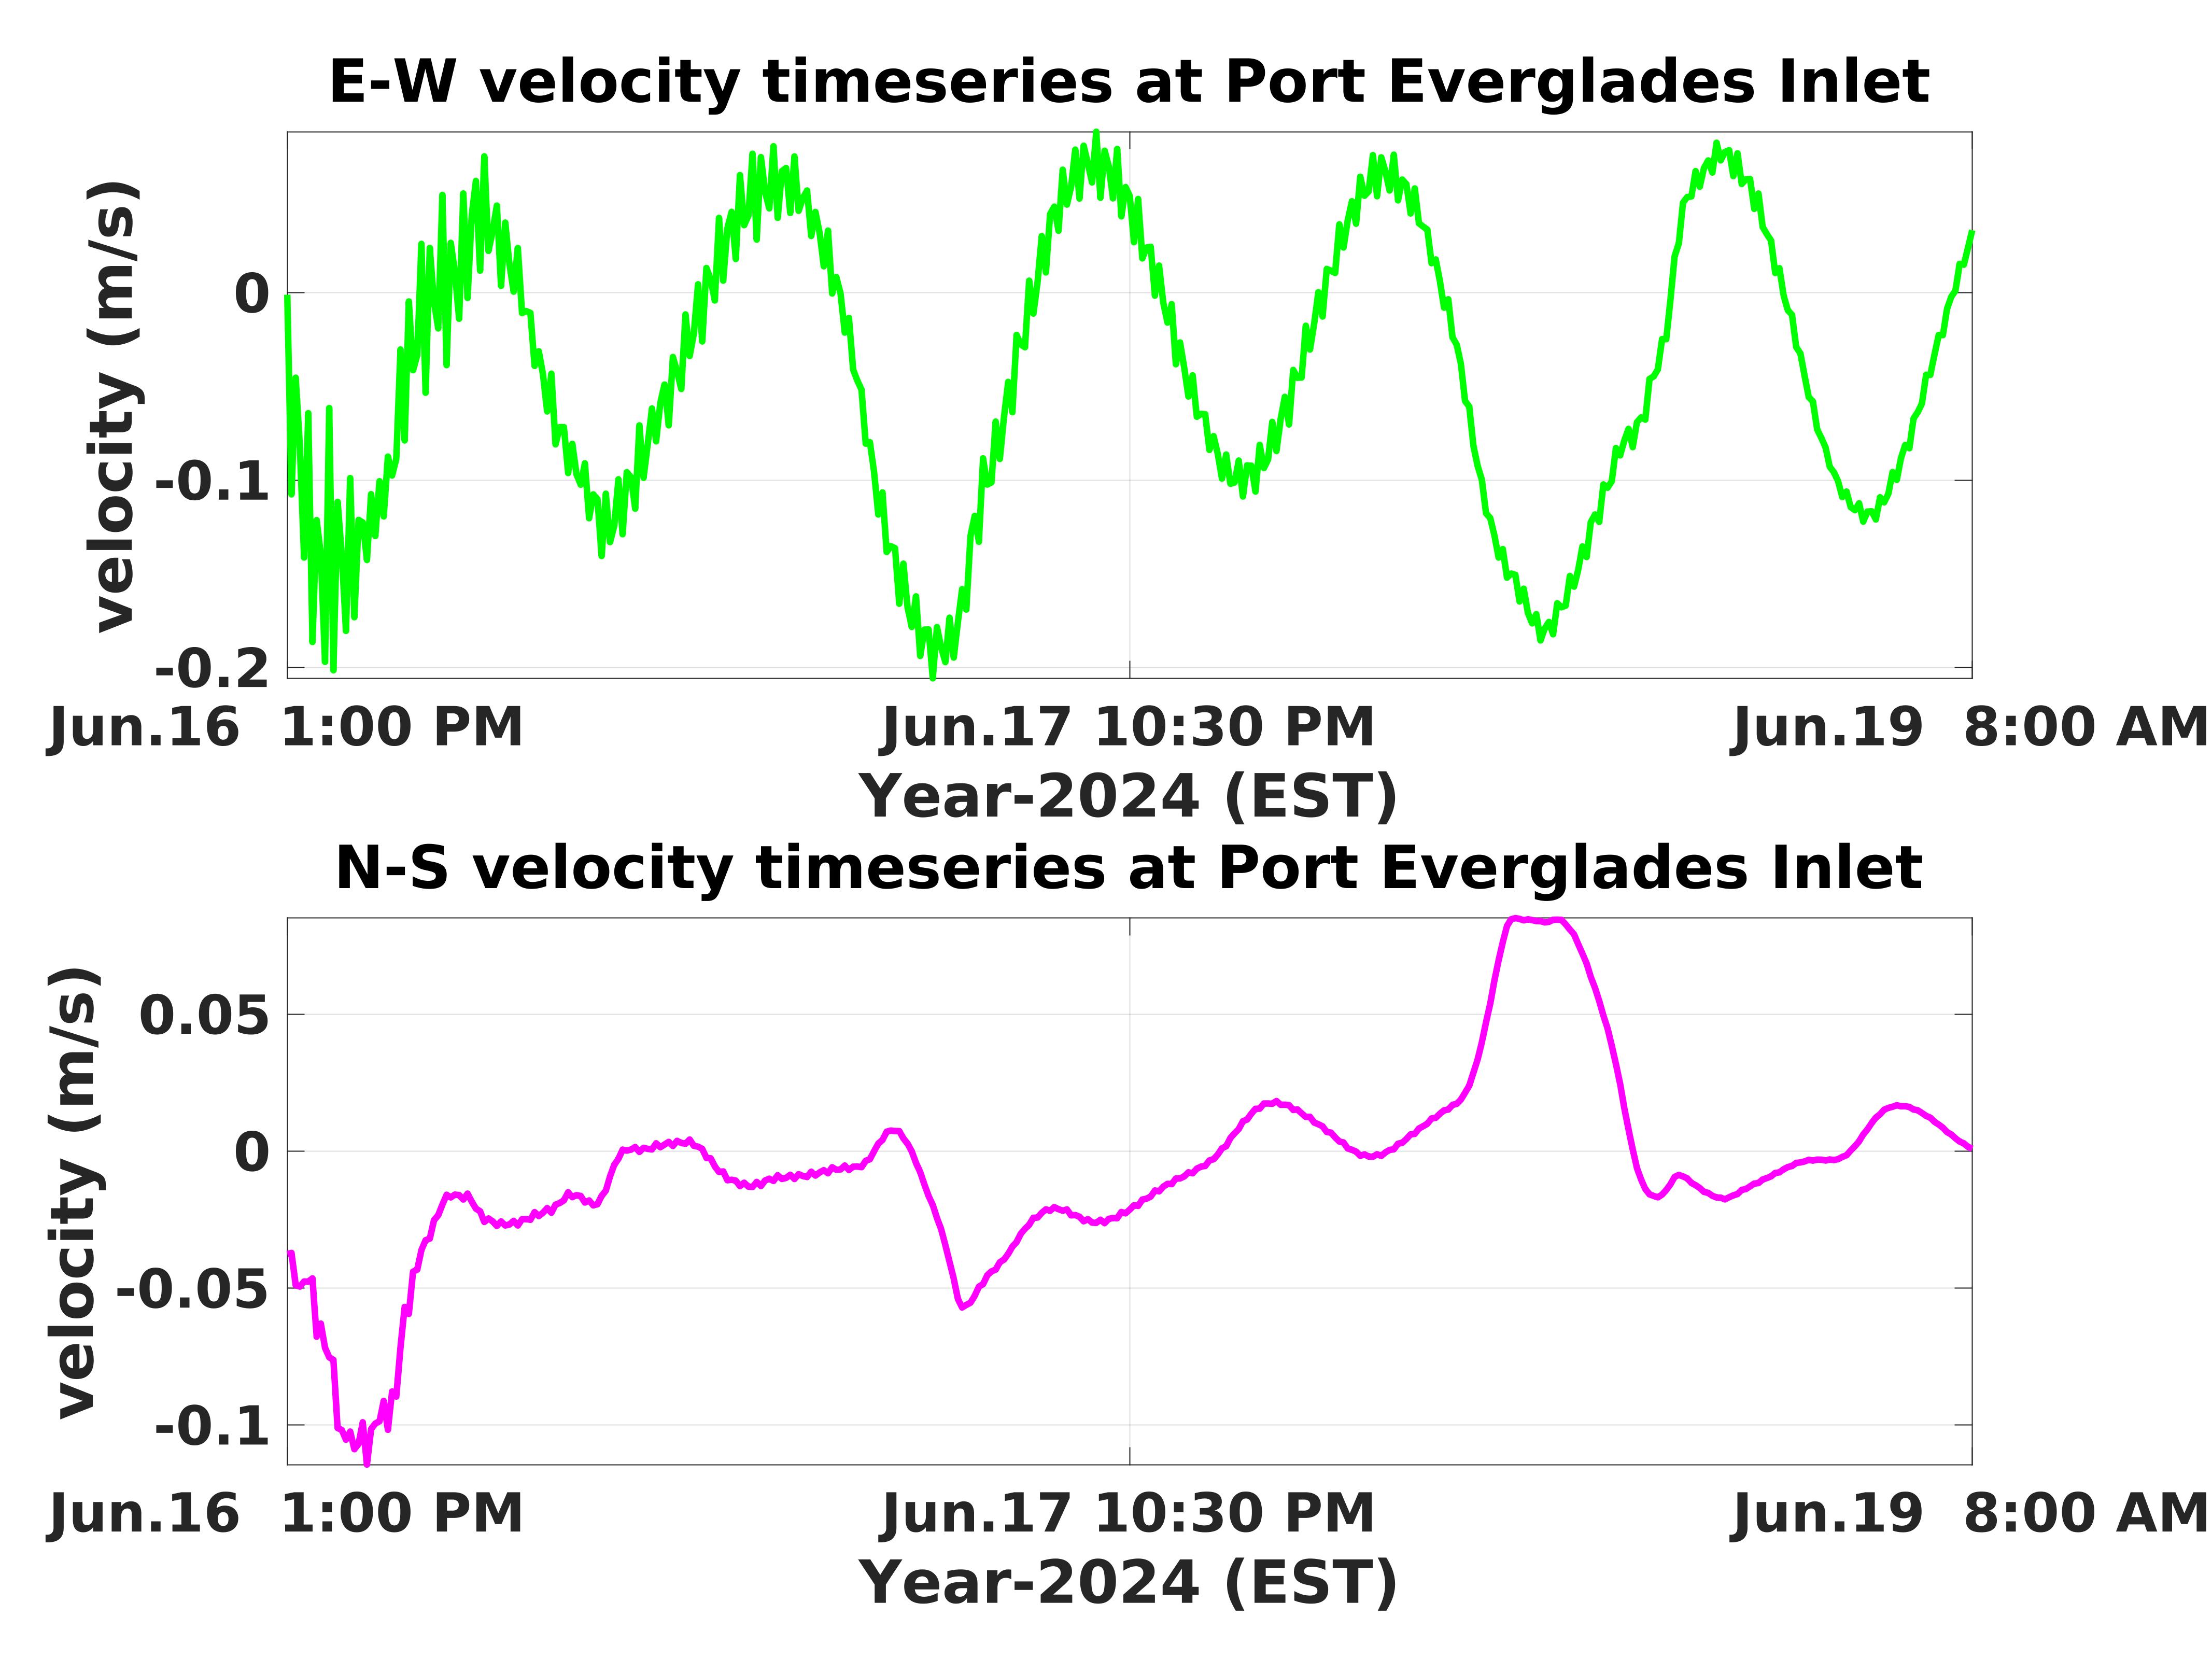 E-W velocity timeseries at Port Everglades Inlet
velocity (m/s)
0
-0.1
-0.2
Jun.16  1:00 PM
Jun.17 10:30 PM
Jun.19  8:00 AM
Year-2024 (EST)
N-S velocity timeseries at Port Everglades Inlet
velocity (m/s)
0.05
0
-0.05
-0.1
Jun.16  1:00 PM
Jun.17 10:30 PM
Jun.19  8:00 AM
Year-2024 (EST)